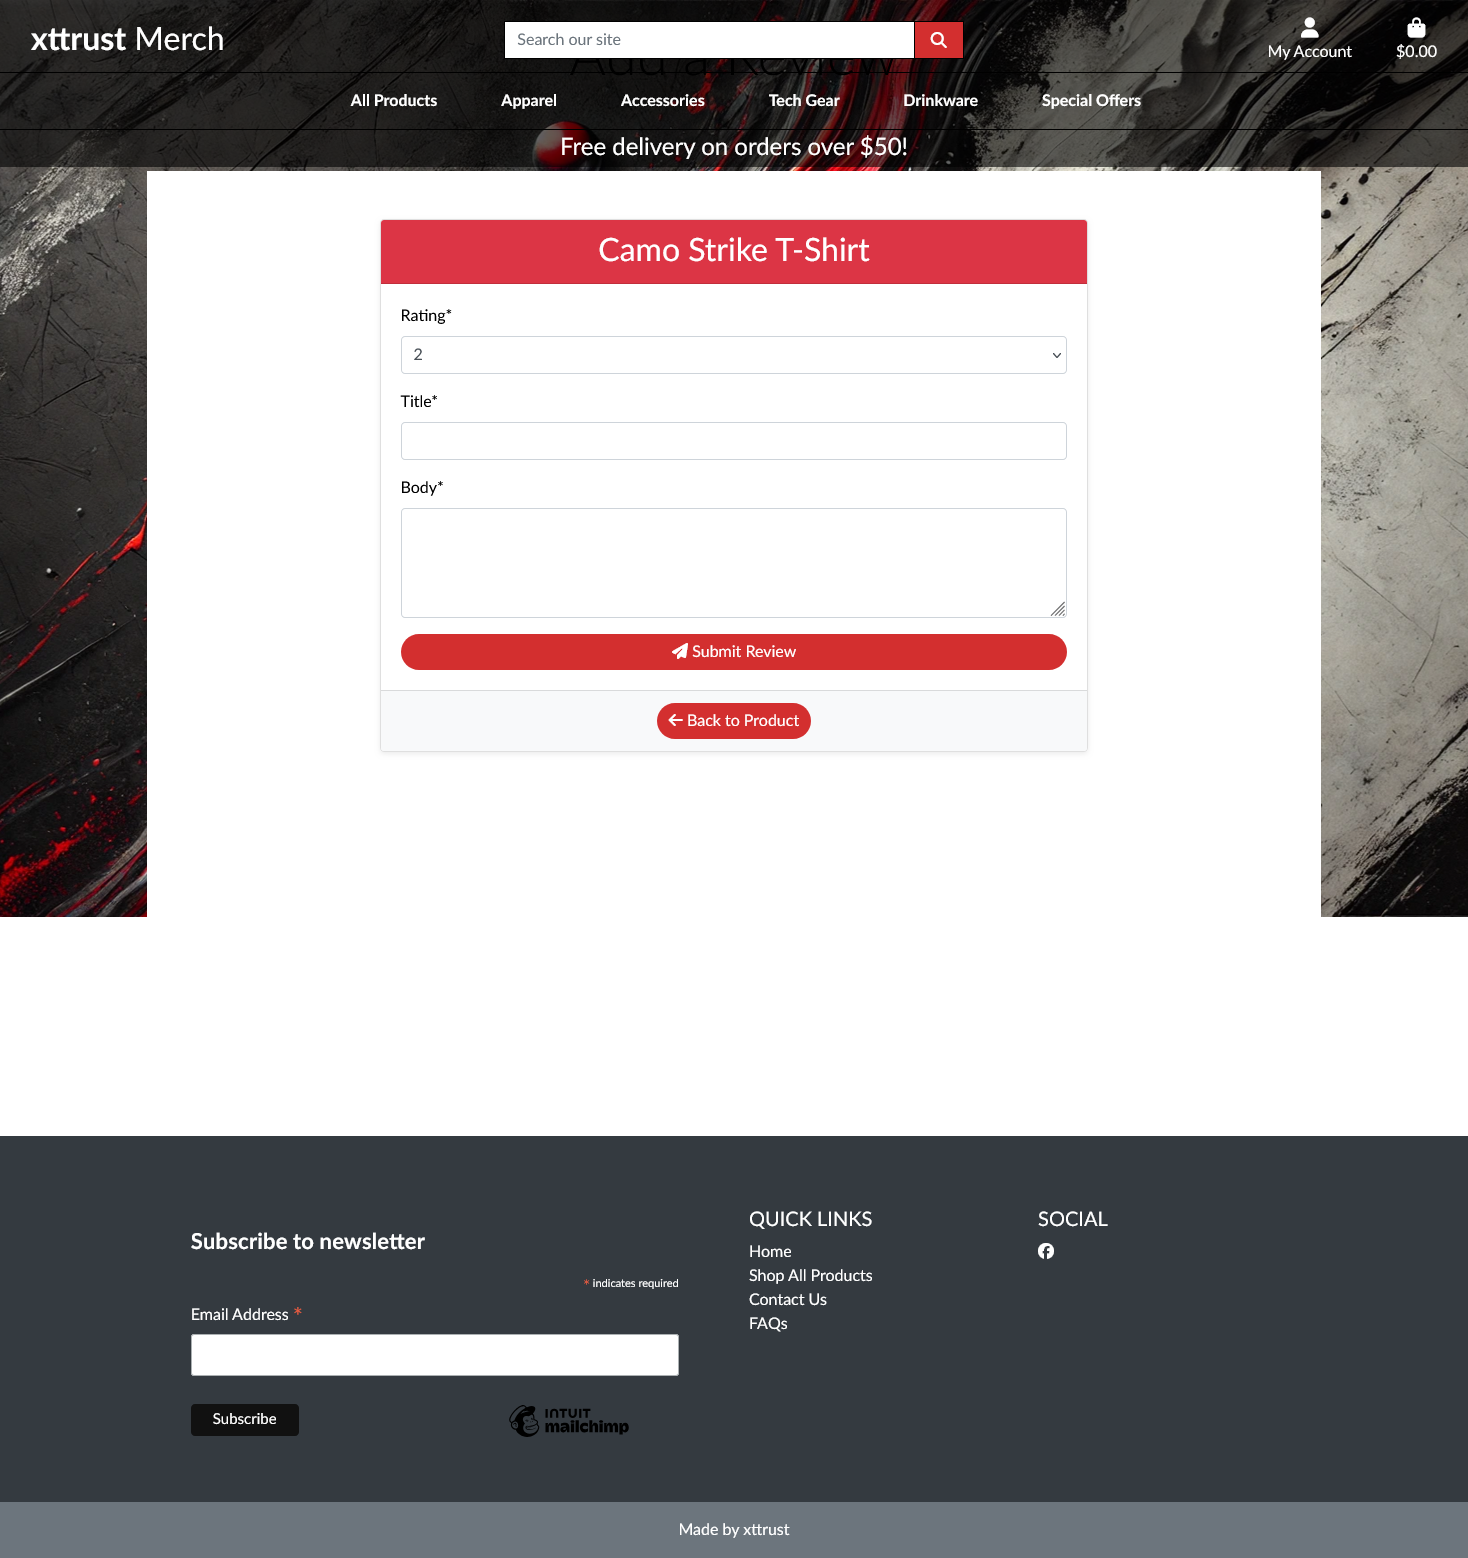 xttrust Merch
Search our site
My Account
$0.00
Add a Review
All Products
Apparel
Accessories
Tech Gear
Drinkware
Special Offers
Free delivery on orders over $50!
Camo Strike T-Shirt
Rating*
2
Title*
Body*
Submit Review
Back to Product
Subscribe to newsletter
* indicates required
Email Address *
Subscribe
INTUIT
mailchimp
QUICK LINKS
Home
Shop All Products
Contact Us
FAQs
SOCIAL
Made by xttrust